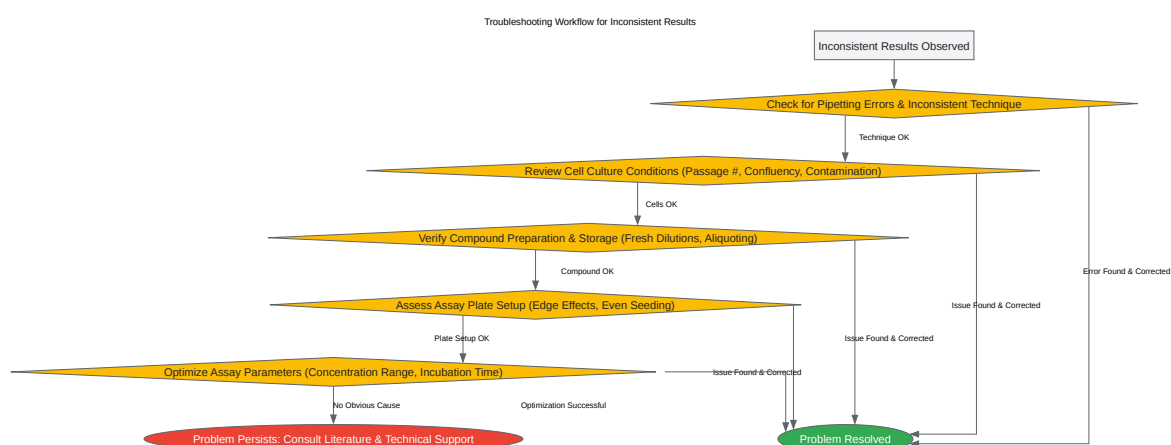 Troubleshooting Workflow for Inconsistent Results
Inconsistent Results Observed
Check for Pipetting Errors & Inconsistent Technique
Technique OK
Review Cell Culture Conditions (Passage #, Confluency, Contamination)
Cells OK
Verify Compound Preparation & Storage (Fresh Dilutions, Aliquoting)
Compound OK
Error Found & Corrected
Assess Assay Plate Setup (Edge Effects, Even Seeding)
Issue Found & Corrected
Plate Setup OK
Issue Found & Corrected
Optimize Assay Parameters (Concentration Range, Incubation Time)
Issue Found & Corrected
No Obvious Cause
Optimization Successful
Problem Persists: Consult Literature & Technical Support
Problem Resolved